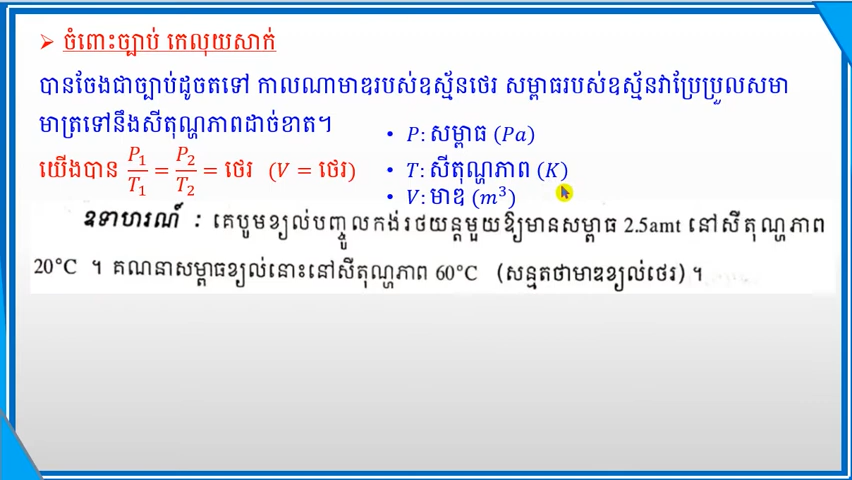 ➢ ចំពោះច្បាប់ កេលុយសាក់
បានចែងជាច្បាប់ដូចតទៅ កាលណាមាឌរបស់ឧស្ម័នថេរ សម្ពាធរបស់ឧស្ម័នវាប្រែប្រួលសមា
មាត្រទៅនឹងសីតុណ្ហភាពដាច់ខាត។
• P: សម្ពាធ (Pa)
យើងបាន P₁/T₁ = P₂/T₂ = ថេរ (V = ថេរ)
• T: សីតុណ្ហភាព (K)
• V: មាឌ (m³)
ឧទាហរណ៍ : គេបូមខ្យល់បញ្ចូលកង់រថយន្តមួយឱ្យមានសម្ពាធ 2.5amt នៅសីតុណ្ហភាព
20°C ។ គណនាសម្ពាធខ្យល់នោះនៅសីតុណ្ហភាព 60°C (សន្មតថាមាឌខ្យល់ថេរ) ។